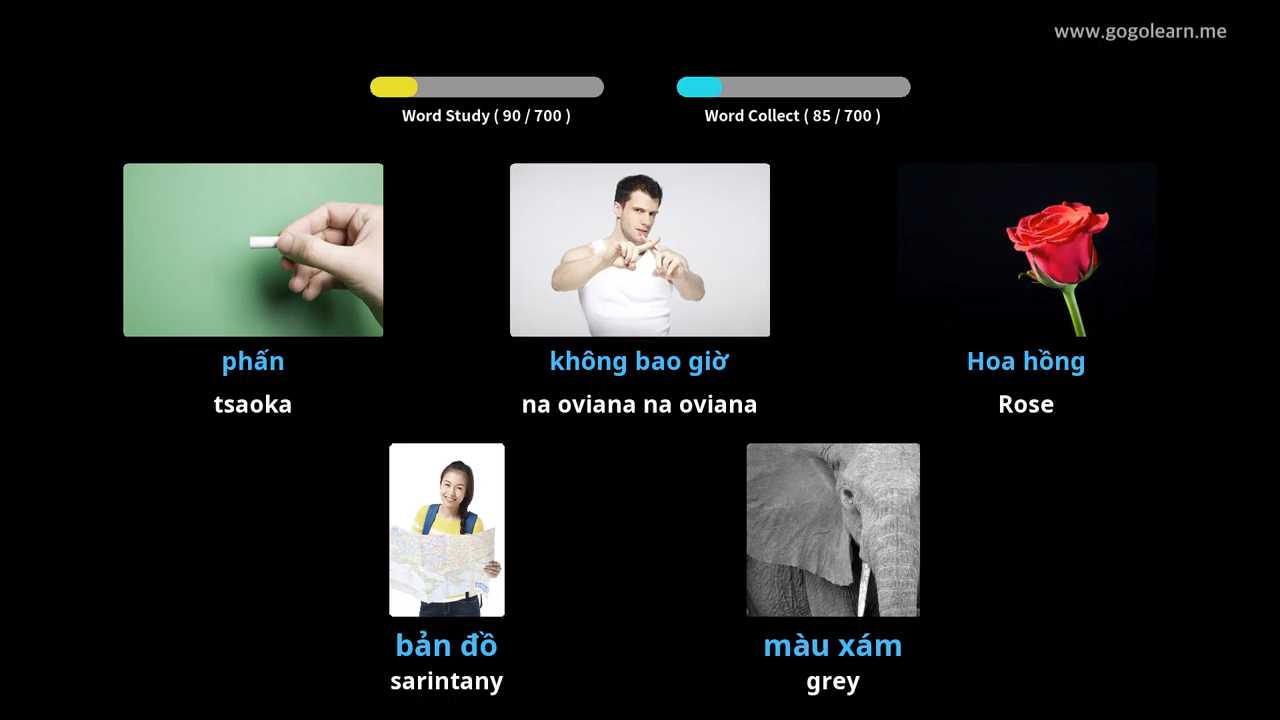 www.gogolearn.me
Word Study ( 90 / 700 )
Word Collect ( 85 / 700 )
phấn
tsaoka
không bao giờ
na oviana na oviana
Hoa hồng
Rose
bản đồ
sarintany
màu xám
grey